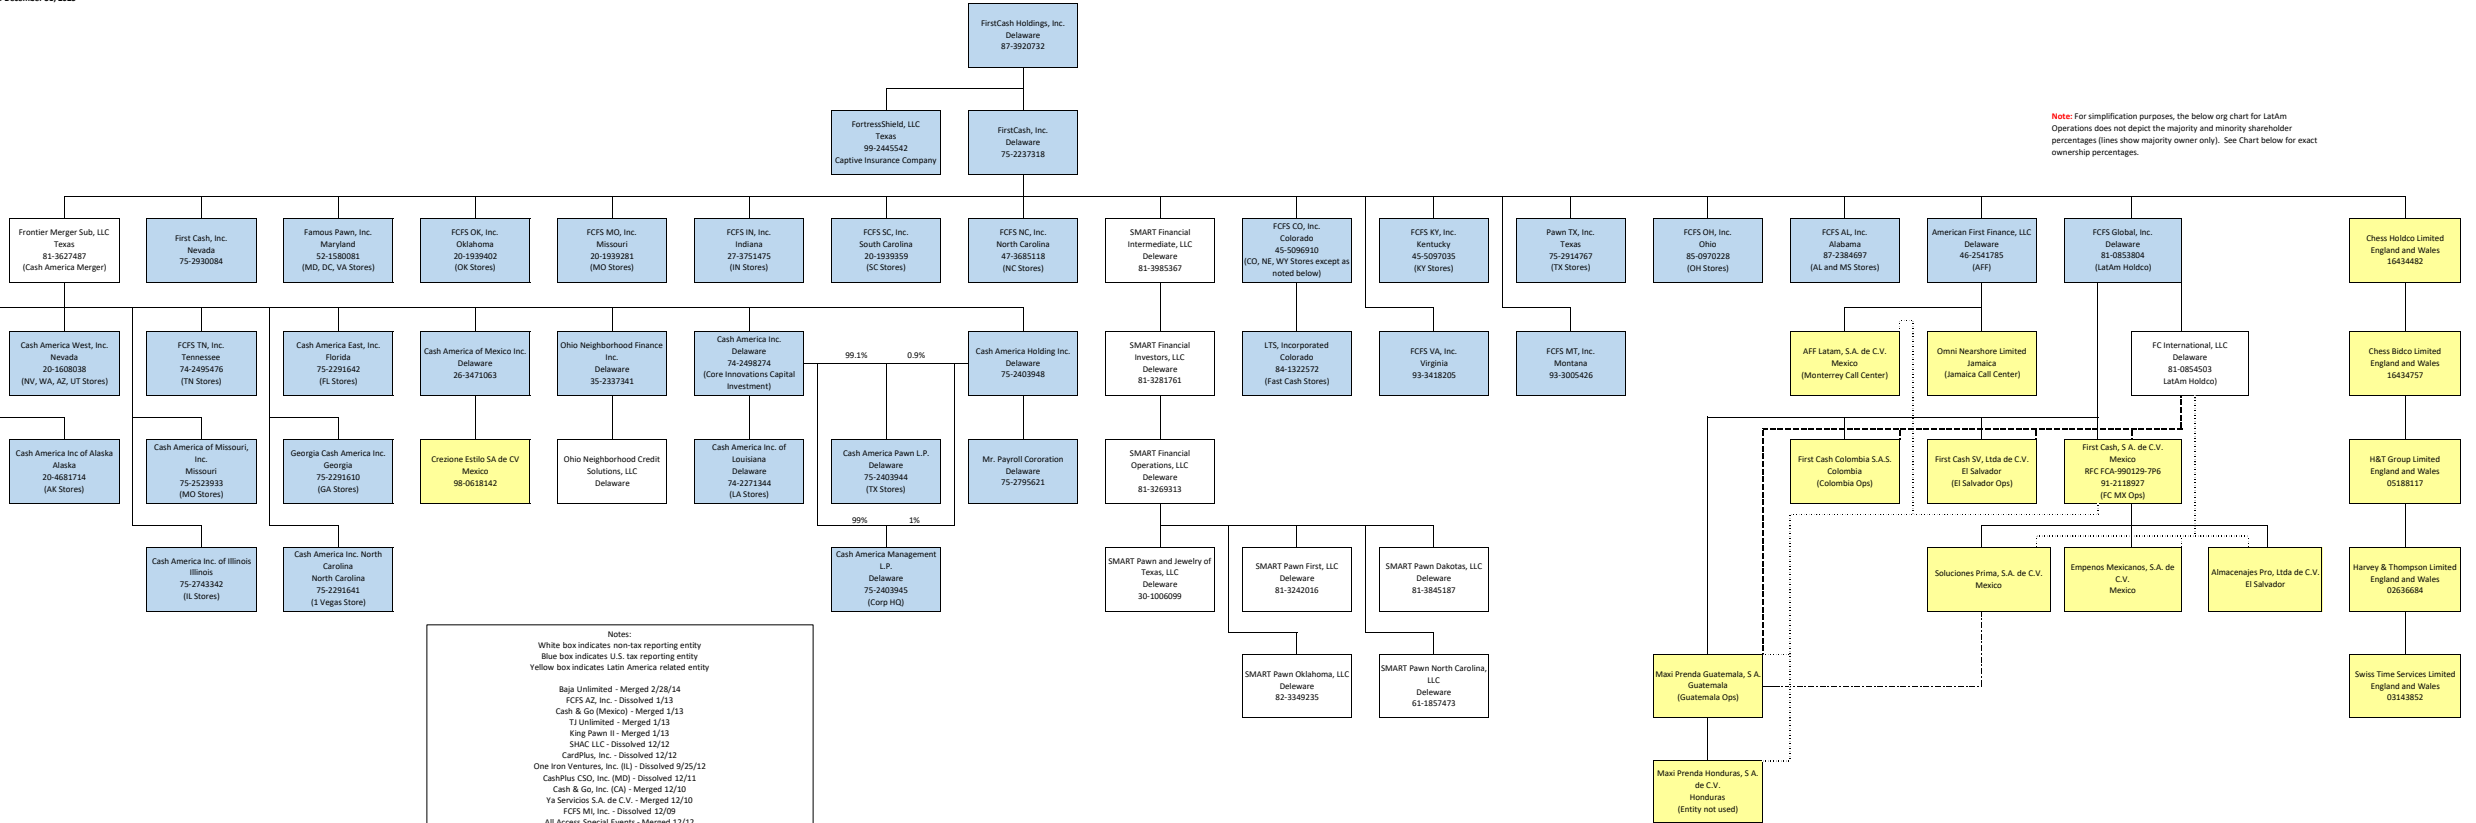 December 31, 2025
FirstCash Holdings, Inc.
Delaware
87-3920732
FortressShield, LLC
Texas
99-2445542
Captive Insurance Company
FirstCash, Inc.
Delaware
75-2237318
Note: For simplification purposes, the below org chart for LatAm
Operations does not depict the majority and minority shareholder
percentages (lines show majority owner only). See Chart below for exact
ownership percentages.
Frontier Merger Sub, LLC
Texas
81-3627487
(Cash America Merger)
First Cash, Inc.
Nevada
75-2930084
Famous Pawn, Inc.
Maryland
52-1580081
(MD, DC, VA Stores)
FCFS OK, Inc.
Oklahoma
20-1939402
(OK Stores)
FCFS MO, Inc.
Missouri
20-1939281
(MO Stores)
FCFS IN, Inc.
Indiana
27-3751475
(IN Stores)
FCFS SC, Inc.
South Carolina
20-1939359
(SC Stores)
FCFS NC, Inc.
North Carolina
47-3685118
(NC Stores)
SMART Financial
Intermediate, LLC
Deleware
81-3985367
FCFS CO, Inc.
Colorado
45-5096910
(CO, NE, WY Stores except as
noted below)
FCFS KY, Inc.
Kentucky
45-5097035
(KY Stores)
Pawn TX, Inc.
Texas
75-2914767
(TX Stores)
FCFS OH, Inc.
Ohio
85-0970228
(OH Stores)
FCFS AL, Inc.
Alabama
87-2384697
(AL and MS Stores)
American First Finance, LLC
Delaware
46-2541785
(AFF)
FCFS Global, Inc.
Delaware
81-0853804
(LatAm Holdco)
Chess Holdco Limited
England and Wales
16434482
Cash America West, Inc.
Nevada
20-1608038
(NV, WA, AZ, UT Stores)
FCFS TN, Inc.
Tennessee
74-2495476
(TN Stores)
Cash America East, Inc.
Florida
75-2291642
(FL Stores)
Cash America of Mexico Inc.
Delaware
26-3471063
Ohio Neighborhood Finance
Inc.
Delaware
35-2337341
Cash America Inc.
Delaware
74-2498274
(Core Innovations Capital
Investment)
99.1% 0.9%
Cash America Holding Inc.
Delaware
75-2403948
SMART Financial
Investors, LLC
Deleware
81-3281761
LTS, Incorporated
Colorado
84-1322572
(Fast Cash Stores)
FCFS VA, Inc.
Virginia
93-3418205
FCFS MT, Inc.
Montana
93-3005426
AFF Latam, S.A. de C.V.
Mexico
(Monterrey Call Center)
Omni Nearshore Limited
Jamaica
(Jamaica Call Center)
FC International, LLC
Delaware
81-0854503
LatAm Holdco)
Chess Bidco Limited
England and Wales
16434757
Cash America Inc of Alaska
Alaska
20-4681714
(AK Stores)
Cash America of Missouri,
Inc.
Missouri
75-2523933
(MO Stores)
Georgia Cash America Inc.
Georgia
75-2291610
(GA Stores)
Crezione Estilo SA de CV
Mexico
98-0618142
Ohio Neighborhood Credit
Solutions, LLC
Delaware
Cash America Inc. of
Louisiana
Delaware
74-2271344
(LA Stores)
Cash America Pawn L.P.
Delaware
75-2403944
(TX Stores)
Mr. Payroll Cororation
Delaware
75-2795621
SMART Financial
Operations, LLC
Deleware
81-3269313
First Cash Colombia S.A.S.
Colombia
(Colombia Ops)
First Cash SV, Ltda de C.V.
El Salvador
(El Salvador Ops)
First Cash, S A. de C.V.
Mexico
RFC FCA-990129-7P6
91-2118927
(FC MX Ops)
H&T Group Limited
England and Wales
05188117
99% 1%
Cash America Inc. of Illinois
Illinois
75-2743342
(IL Stores)
Cash America Inc. North
Carolina
North Carolina
75-2291641
(1 Vegas Store)
Cash America Management
L.P.
Delaware
75-2403945
(Corp HQ)
SMART Pawn and Jewelry of
Texas, LLC
Deleware
30-1006099
SMART Pawn First, LLC
Deleware
81-3242016
SMART Pawn Dakotas, LLC
Deleware
81-3845187
Soluciones Prima, S.A. de C.V.
Mexico
Empenos Mexicanos, S.A. de
C.V.
Mexico
Almacenajes Pro, Ltda de C.V.
El Salvador
Harvey & Thompson Limited
England and Wales
02636684
SMART Pawn Oklahoma, LLC
Deleware
82-3349235
SMART Pawn North Carolina,
LLC
Deleware
61-1857473
Maxi Prenda Guatemala, S A.
Guatemala
(Guatemala Ops)
Swiss Time Services Limited
England and Wales
03143852
Maxi Prenda Honduras, S A.
de C.V.
Honduras
(Entity not used)
Notes:
White box indicates non-tax reporting entity
Blue box indicates U.S. tax reporting entity
Yellow box indicates Latin America related entity
Baja Unlimited - Merged 2/28/14
FCFS AZ, Inc. - Dissolved 1/13
Cash & Go (Mexico) - Merged 1/13
TJ Unlimited - Merged 1/13
King Pawn II - Merged 1/13
SHAC LLC - Dissolved 12/12
CardPlus, Inc. - Dissolved 12/12
One Iron Ventures, Inc. (IL) - Dissolved 9/25/12
CashPlus CSO, Inc. (MD) - Dissolved 12/11
Cash & Go, Inc. (CA) - Merged 12/10
Ya Servicios S.A. de C.V. - Merged 12/10
FCFS MI, Inc. - Dissolved 12/09
All Access Special Events - Merged 12/12